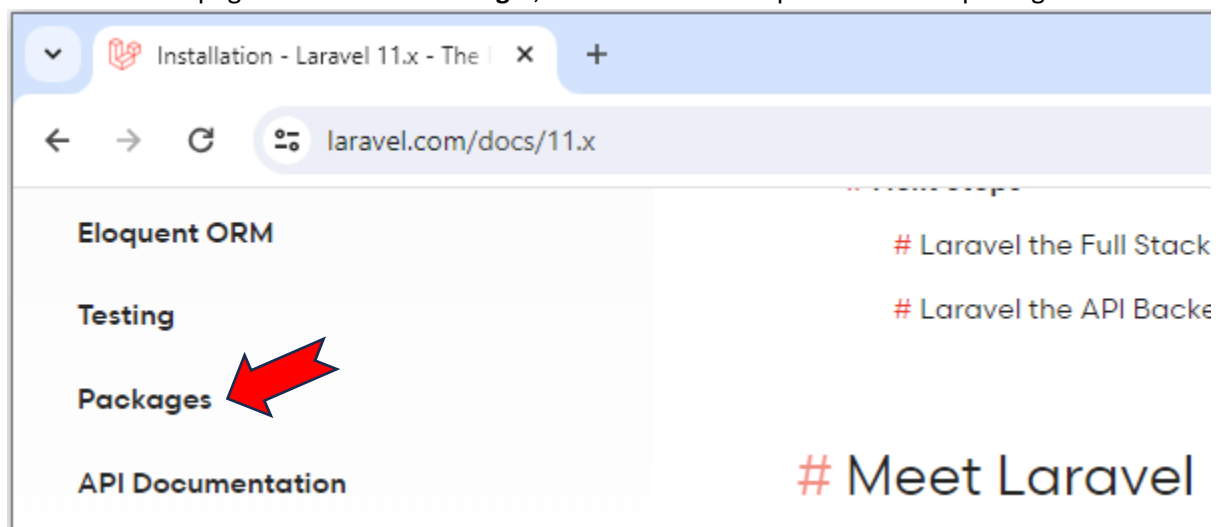 Installation - Laravel 11.x - The
laravel.com/docs/11.x
Eloquent ORM
Testing
Packages
API Documentation
# Laravel the Full Stack
# Laravel the API Backe
# Meet Laravel